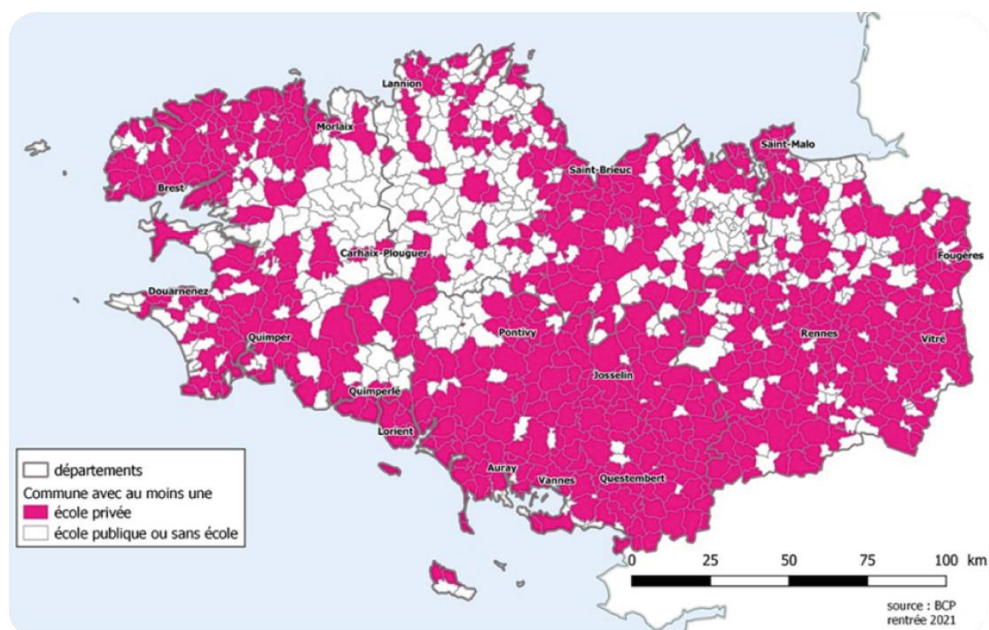 Lannion
Morlaix
Saint-Malo
Saint-Brieuc
Brest
Carhaix-Plouguer
Fougères
Douarnenez
Quimper
Pontivy
Rennes
Vitré
Josselin
Quimperlé
Lorient
Auray
Vannes
Questembert
départements
Commune avec au moins une
école privée
école publique ou sans école
0 25 50 75 100 km
source : BCP
rentrée 2021